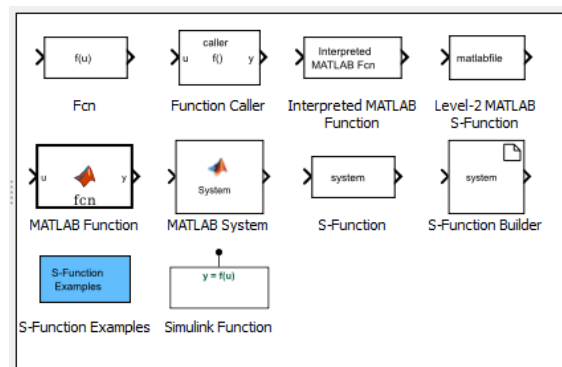 f(u)
Fcn
caller
u f() y
Function Caller
Interpreted
MATLAB Fcn
Interpreted MATLAB
Function
matlabfile
Level-2 MATLAB
S-Function
u y
fcn
MATLAB Function
System
MATLAB System
system
S-Function
system
S-Function Builder
S-Function
Examples
S-Function Examples
y = f(u)
Simulink Function